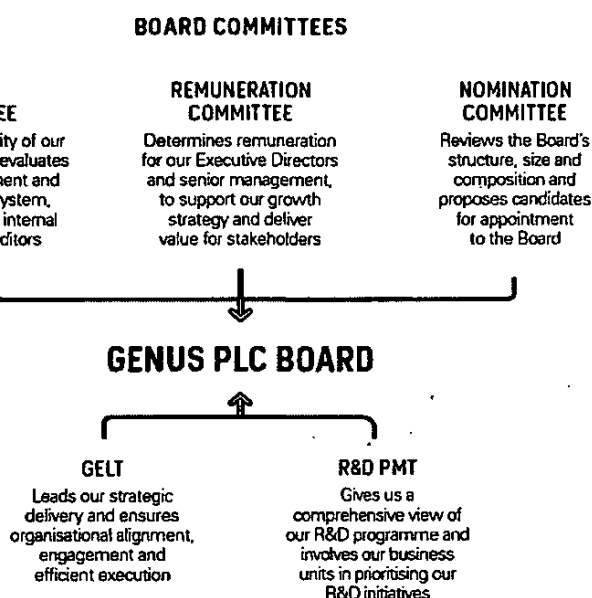 BOARD COMMITTEES
EE
ity of our
evaluates
ent and
ystem,
internal
ditors
REMUNERATION
COMMITTEE
Determines remuneration
for our Executive Directors
and senior management,
to support our growth
strategy and deliver
value for stakeholders
NOMINATION
COMMITTEE
Reviews the Board's
structure, size and
composition and
proposes candidates
for appointment
to the Board
GENUS PLC BOARD
GELT
Leads our strategic
delivery and ensures
organisational alignment,
engagement and
efficient execution
R&D PMT
Gives us a
comprehensive view of
our R&D programme and
involves our business
units in prioritising our
R&D initiatives